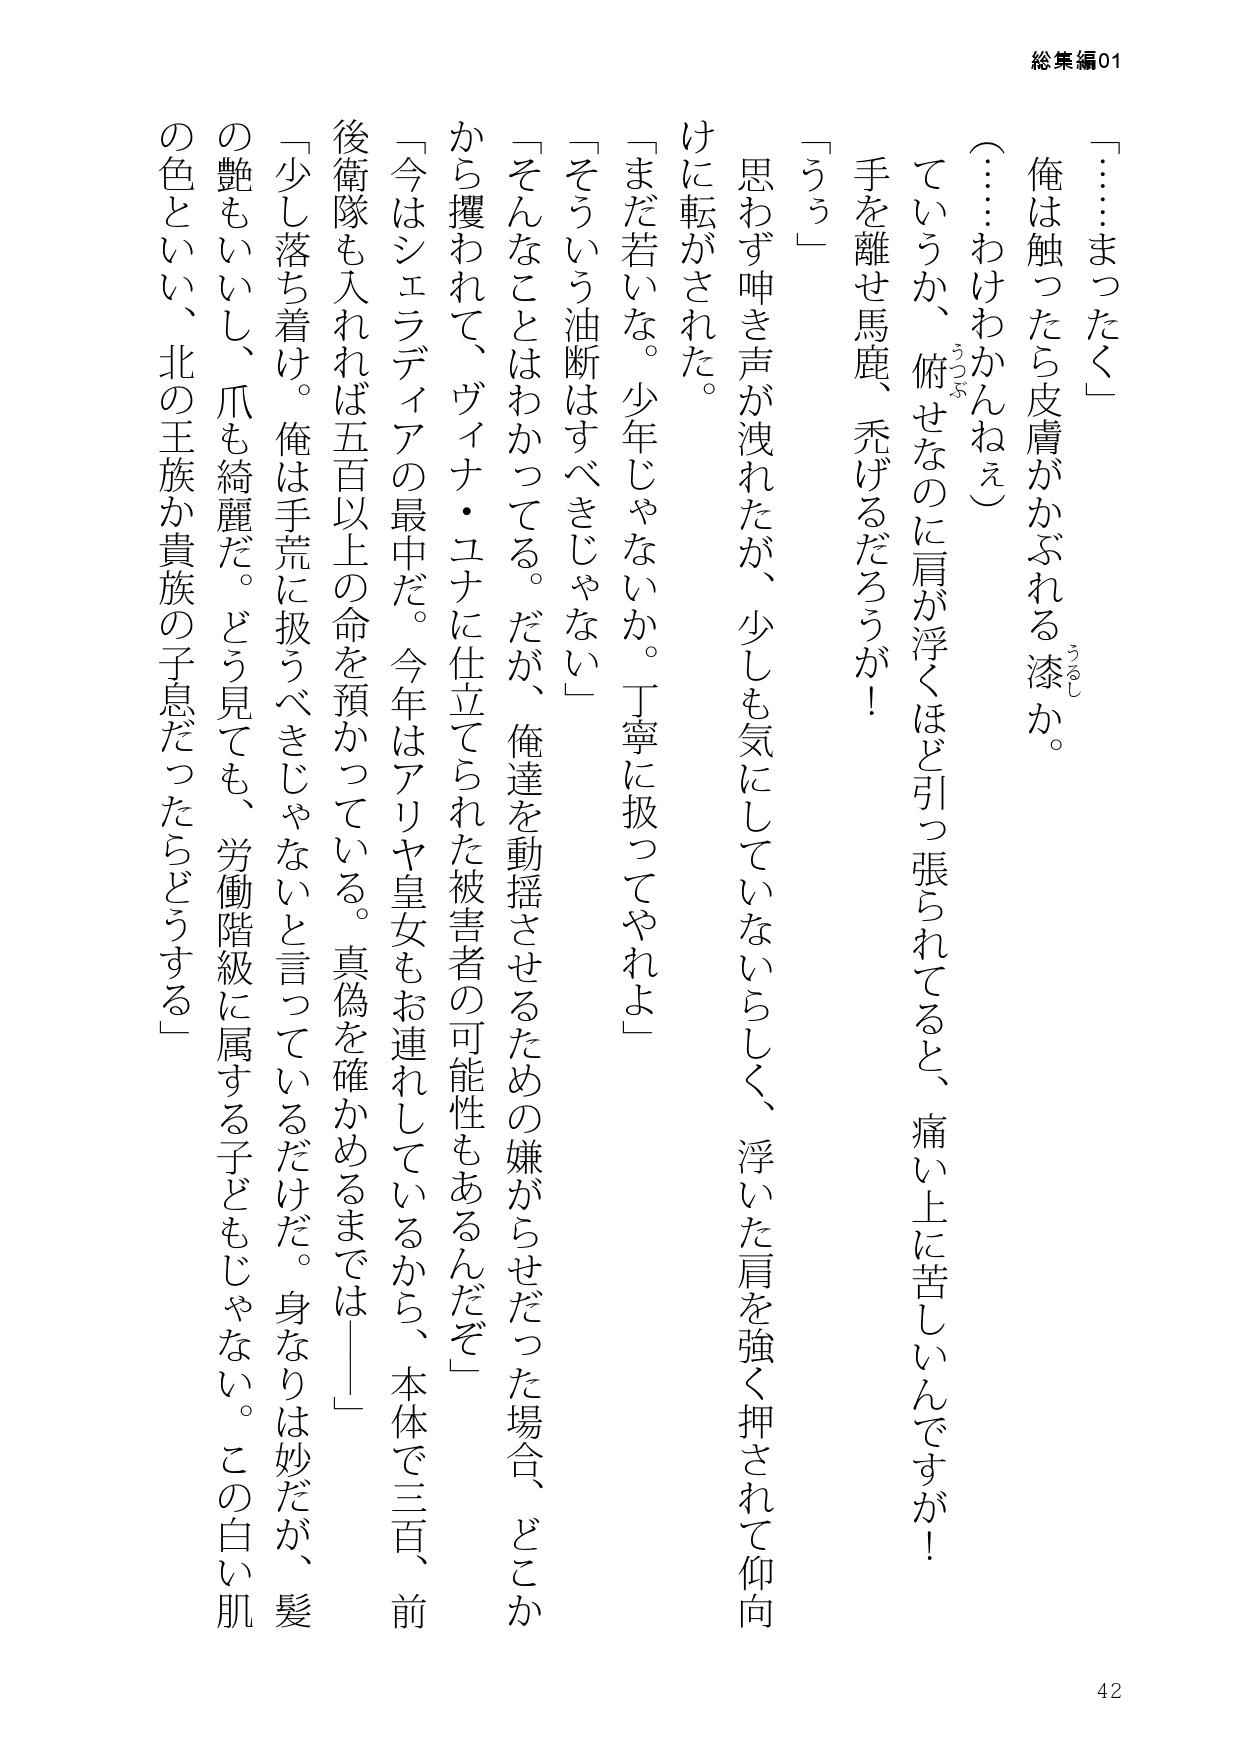 総集編01
「……まったく」
俺は触ったら皮膚がかぶれる漆か。
うるし
(……わけわかんねぇ)
ていうか、俯せなのに肩が浮くほど引っ張られてると、痛い上に苦しいんですが！
うつぶ
手を離せ馬鹿、禿げるだろうが！
「うぅ」
思わず呻き声が洩れたが、少しも気にしていないらしく、浮いた肩を強く押されて仰向
けに転がされた。
「まだ若いな。少年じゃないか。丁寧に扱ってやれよ」
「そういう油断はすべきじゃない」
「そんなことはわかってる。だが、俺達を動揺させるための嫌がらせだった場合、どこか
から攫われて、ヴィナ・ユナに仕立てられた被害者の可能性もあるんだぞ」
「今はシェラディアの最中だ。今年はアリヤ皇女もお連れしているから、本体で三百、前
後衛隊も入れれば五百以上の命を預かっている。真偽を確かめるまでは――」
「少し落ち着け。俺は手荒に扱うべきじゃないと言っているだけだ。身なりは妙だが、髪
の艶もいいし、爪も綺麗だ。どう見ても、労働階級に属する子どもじゃない。この白い肌
の色といい、北の王族か貴族の子息だったらどうする」
42